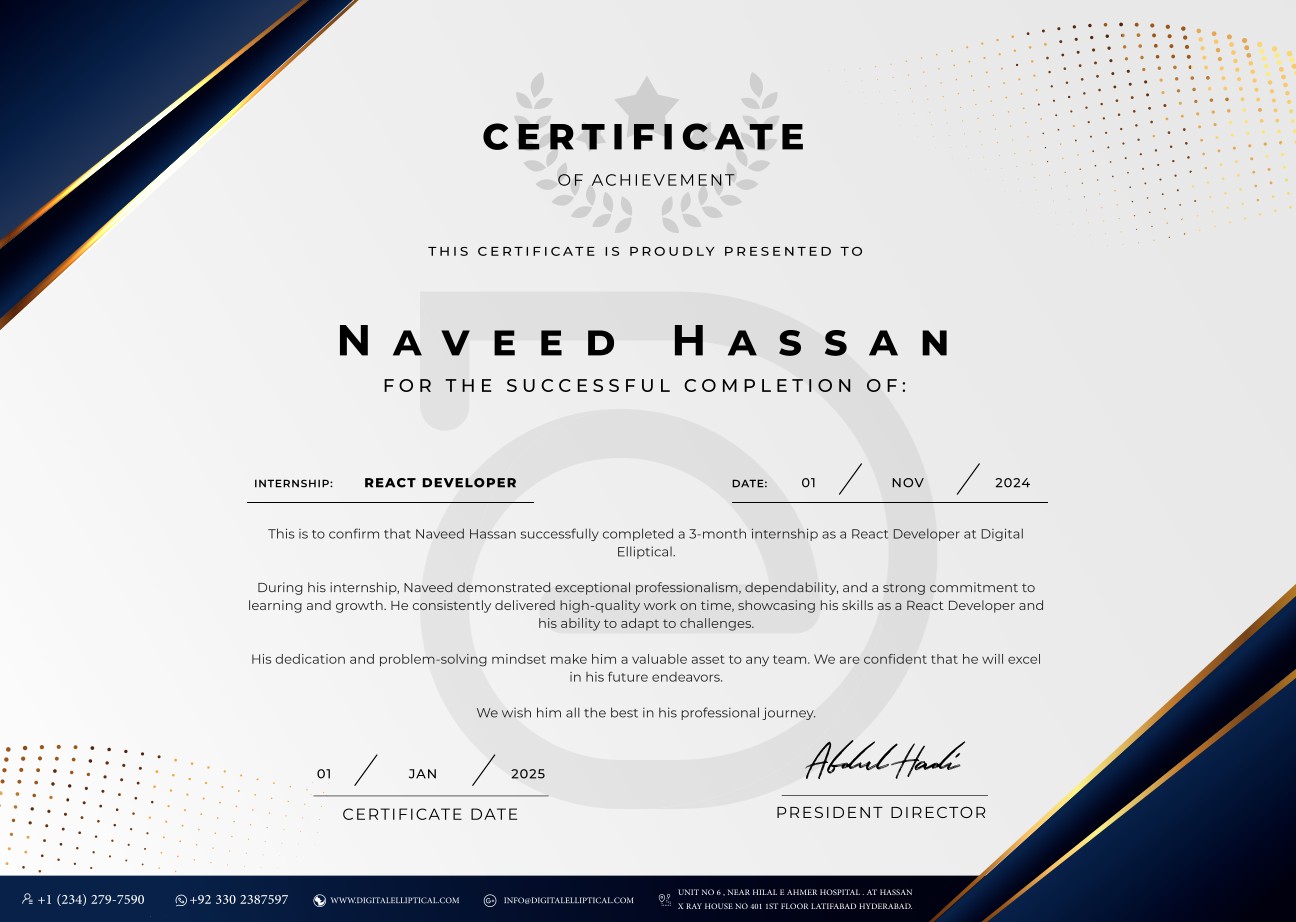 CERTIFICATE
OF ACHIEVEMENT
THIS CERTIFICATE IS PROUDLY PRESENTED TO
NAVEED HASSAN
FOR THE SUCCESSFUL COMPLETION OF:
INTERNSHIP: REACT DEVELOPER
DATE: 01 / NOV / 2024
This is to confirm that Naveed Hassan successfully completed a 3-month internship as a React Developer at Digital
Elliptical.
During his internship, Naveed demonstrated exceptional professionalism, dependability, and a strong commitment to
learning and growth. He consistently delivered high-quality work on time, showcasing his skills as a React Developer and
his ability to adapt to challenges.
His dedication and problem-solving mindset make him a valuable asset to any team. We are confident that he will excel
in his future endeavors.
We wish him all the best in his professional journey.
01 / JAN / 2025
CERTIFICATE DATE
Abdul Hadi
PRESIDENT DIRECTOR
+1 (234) 279-7590
+92 330 2387597
WWW.DIGITALELLIPTICAL.COM
INFO@DIGITALELLIPTICAL.COM
UNIT NO 6 , NEAR HILAL E AHMER HOSPITAL . AT HASSAN
X RAY HOUSE NO 401 1ST FLOOR LATIFABAD HYDERABAD.